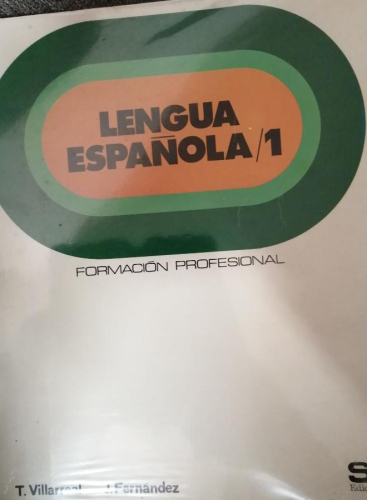 LENGUA
ESPAÑOLA/1
FORMACIÓN PROFESIONAL
T. Villarreal J. Fernández